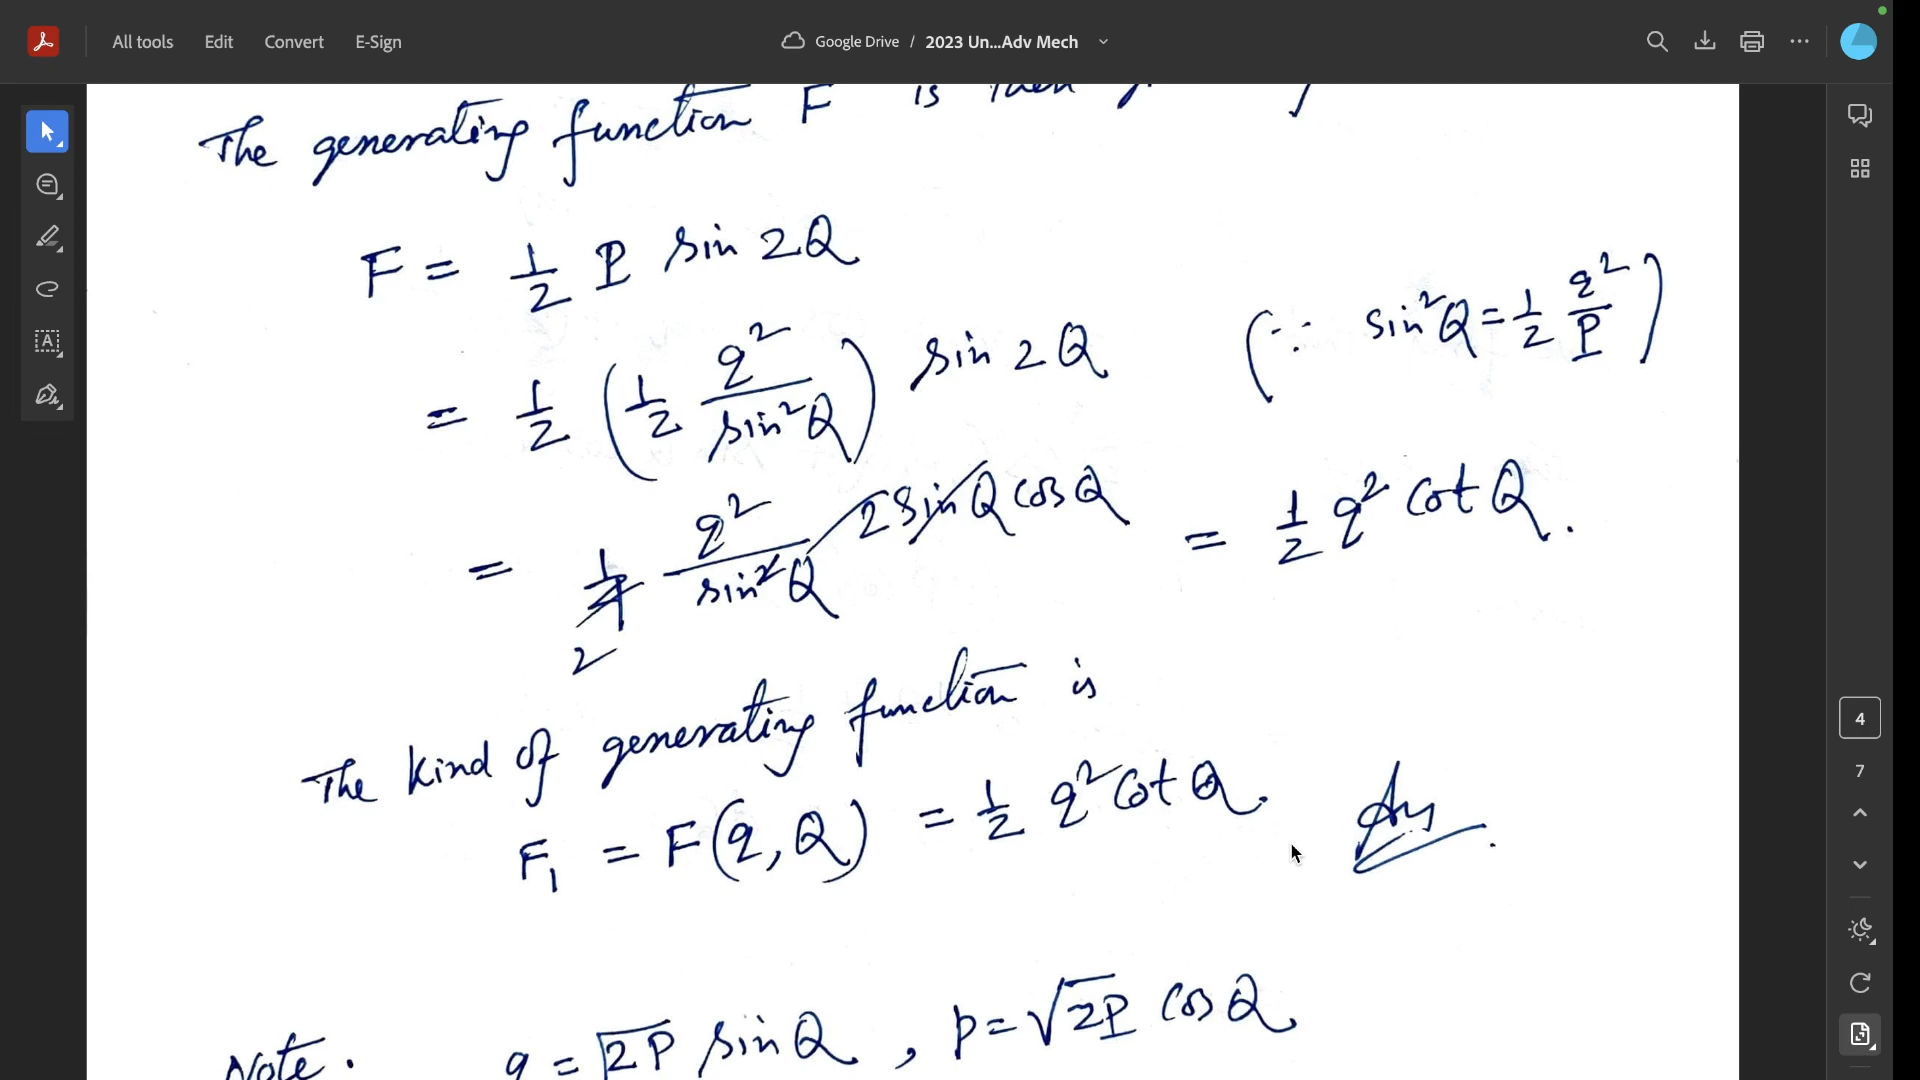 All tools Edit Convert E-Sign Google Drive / 2023 Un...Adv Mech
The generating function F is then
F = 1/2 P sin 2Q
= 1/2 (1/2 q²/sin²Q) sin 2Q (∵ sin²Q = 1/2 q²/P)
= 1/4 q²/sin²Q 2 sin Q cos Q = 1/2 q² cot Q.
2
The kind of generating function is
F₁ = F(q, Q) = 1/2 q² cot Q. Ans.
Note. q = √2P sin Q, p = √2P cos Q
4
7